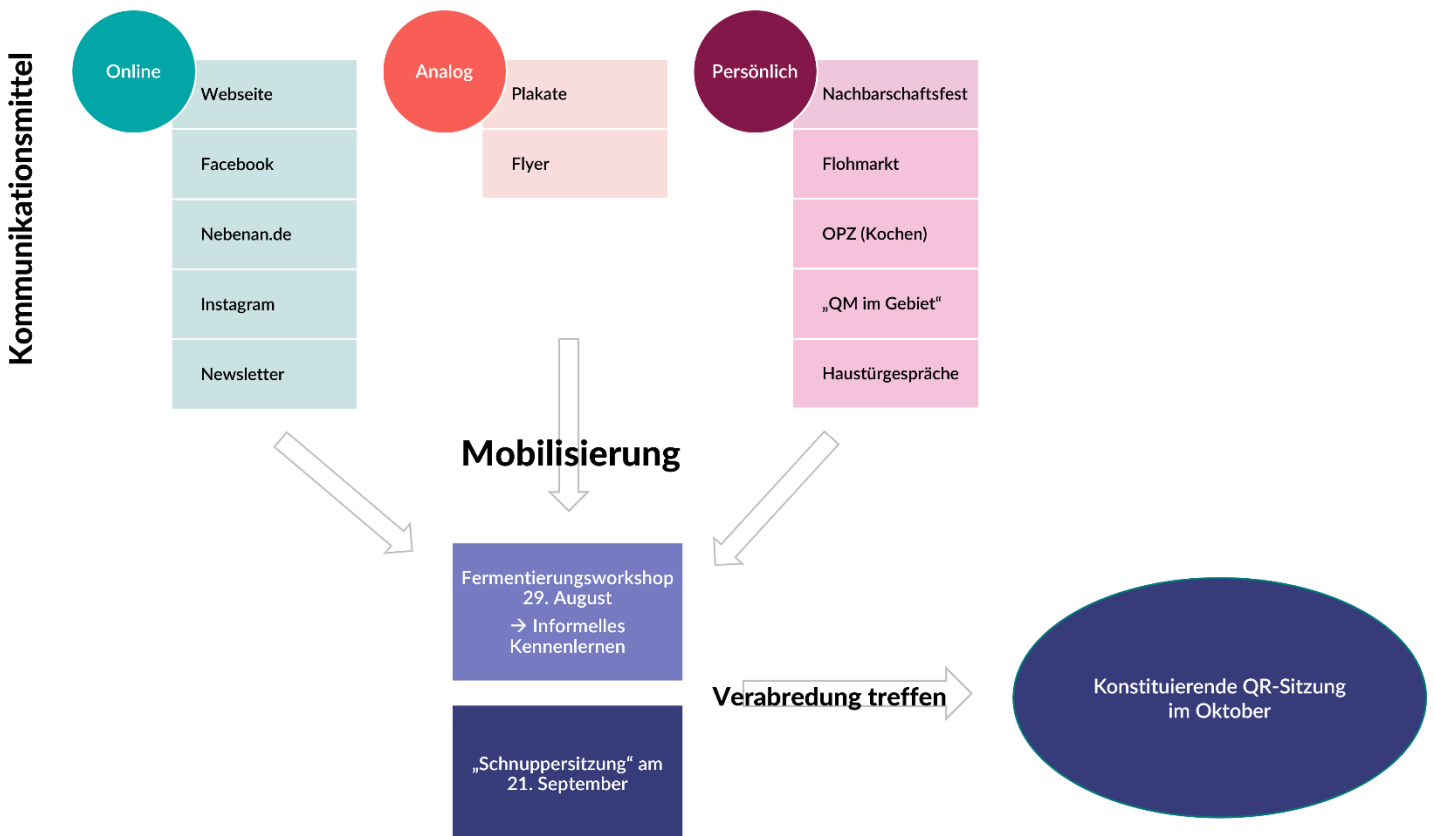 Kommunikationsmittel
Online
Webseite
Facebook
Nebenan.de
Instagram
Newsletter
Analog
Plakate
Flyer
Persönlich
Nachbarschaftsfest
Flohmarkt
OPZ (Kochen)
„QM im Gebiet“
Haustürgespräche
Mobilisierung
Fermentierungsworkshop
29. August
→ Informelles
Kennenlernen
„Schnuppersitzung“ am
21. September
Verabredung treffen
Konstituierende QR-Sitzung
im Oktober